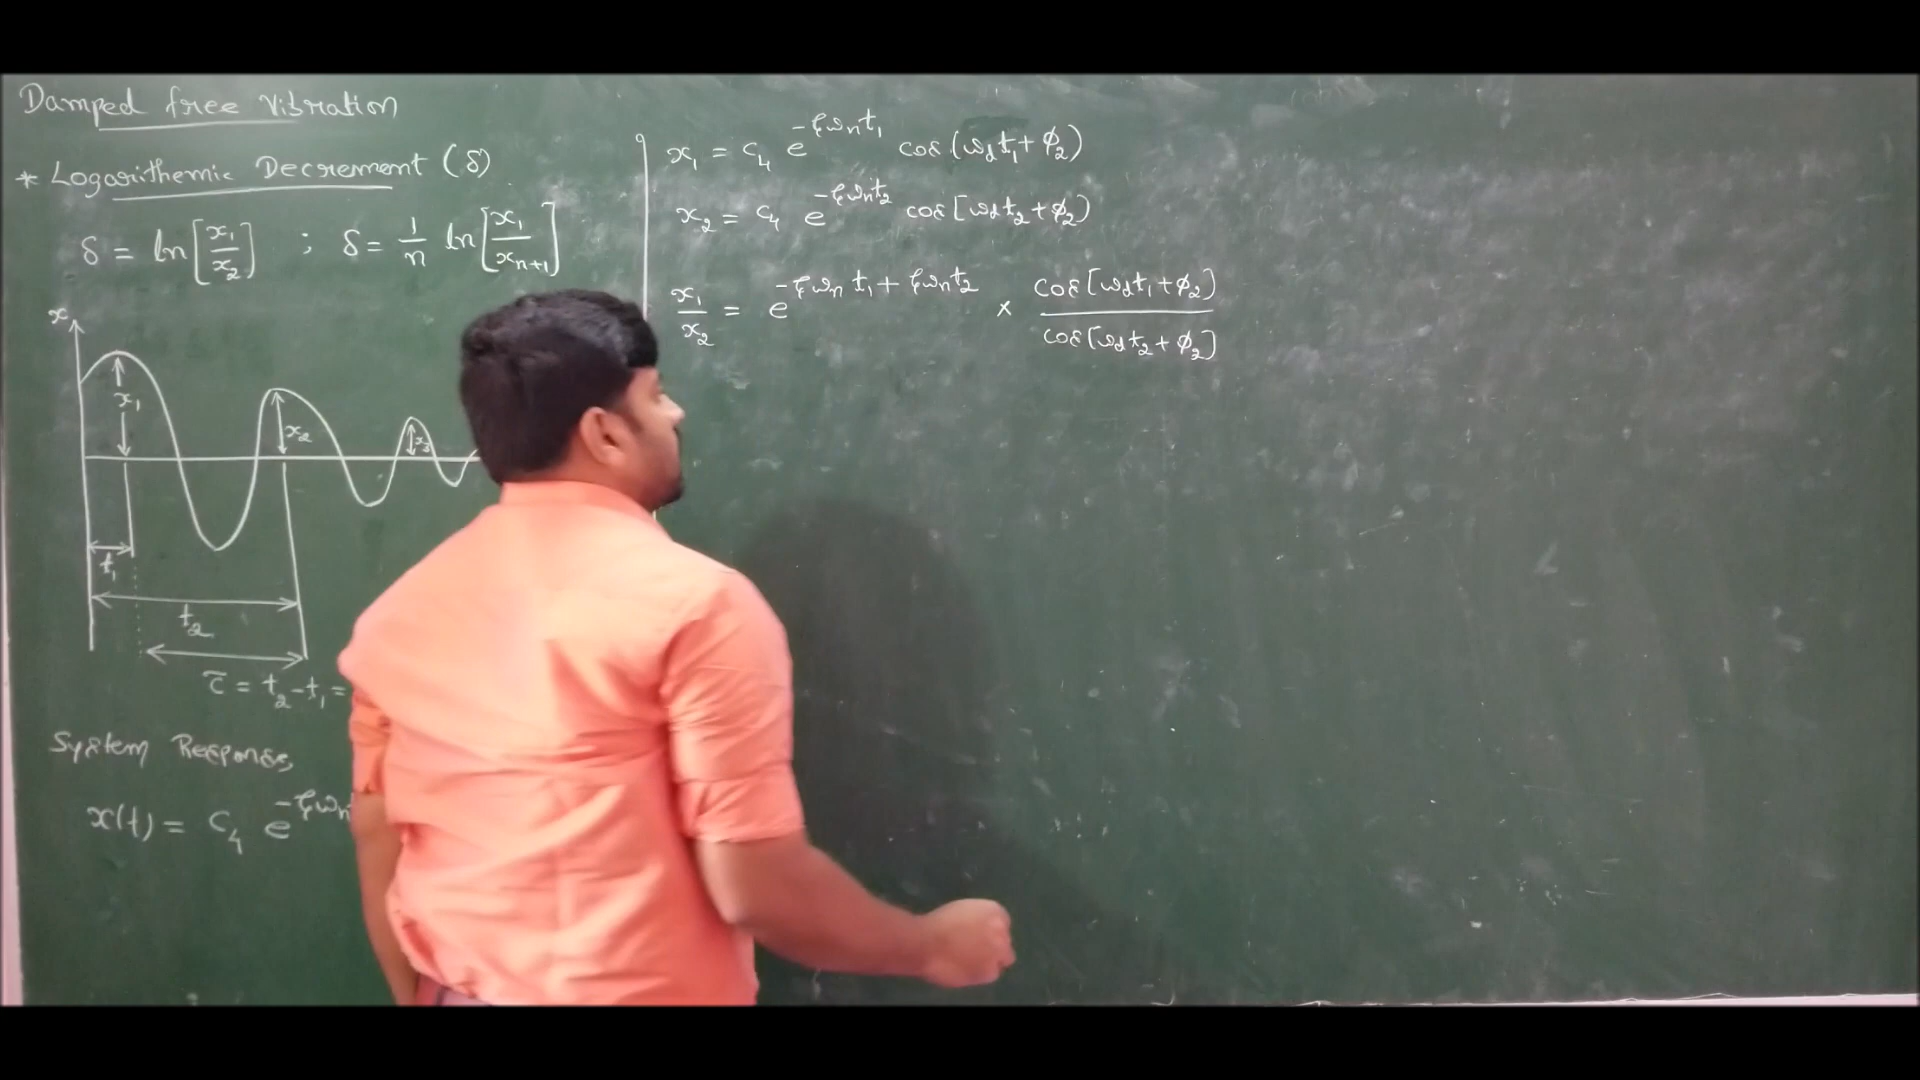 Damped free Vibration
* Logarithemic Decrement (δ)
δ = ln[x₁/x₂] ; δ = 1/n ln[x₁/xₙ₊₁]
x
x₁
x₂
x₃
t₁
t₂
τ = t₂-t₁ =
System Response,
x(t) = C₄ e^(-ξωₙ
x₁ = C₄ e^(-ξωₙt₁) cos(ω_d t₁+φ₂)
x₂ = C₄ e^(-ξωₙt₂) cos[ω_d t₂+φ₂)
x₁/x₂ = e^(-ξωₙt₁+ξωₙt₂) × cos[ω_d t₁+φ₂)/cos[ω_d t₂+φ₂]